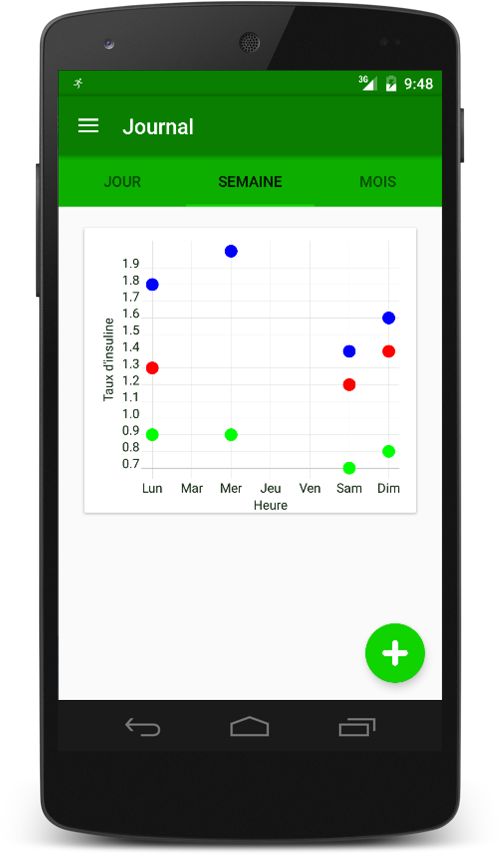 3G 9:48
Journal
JOUR SEMAINE MOIS
1.9
1.8
1.7
1.6
1.5
1.4
1.3
1.2
1.1
1.0
0.9
0.8
0.7
Taux d'insuline
Lun Mar Mer Jeu Ven Sam Dim
Heure